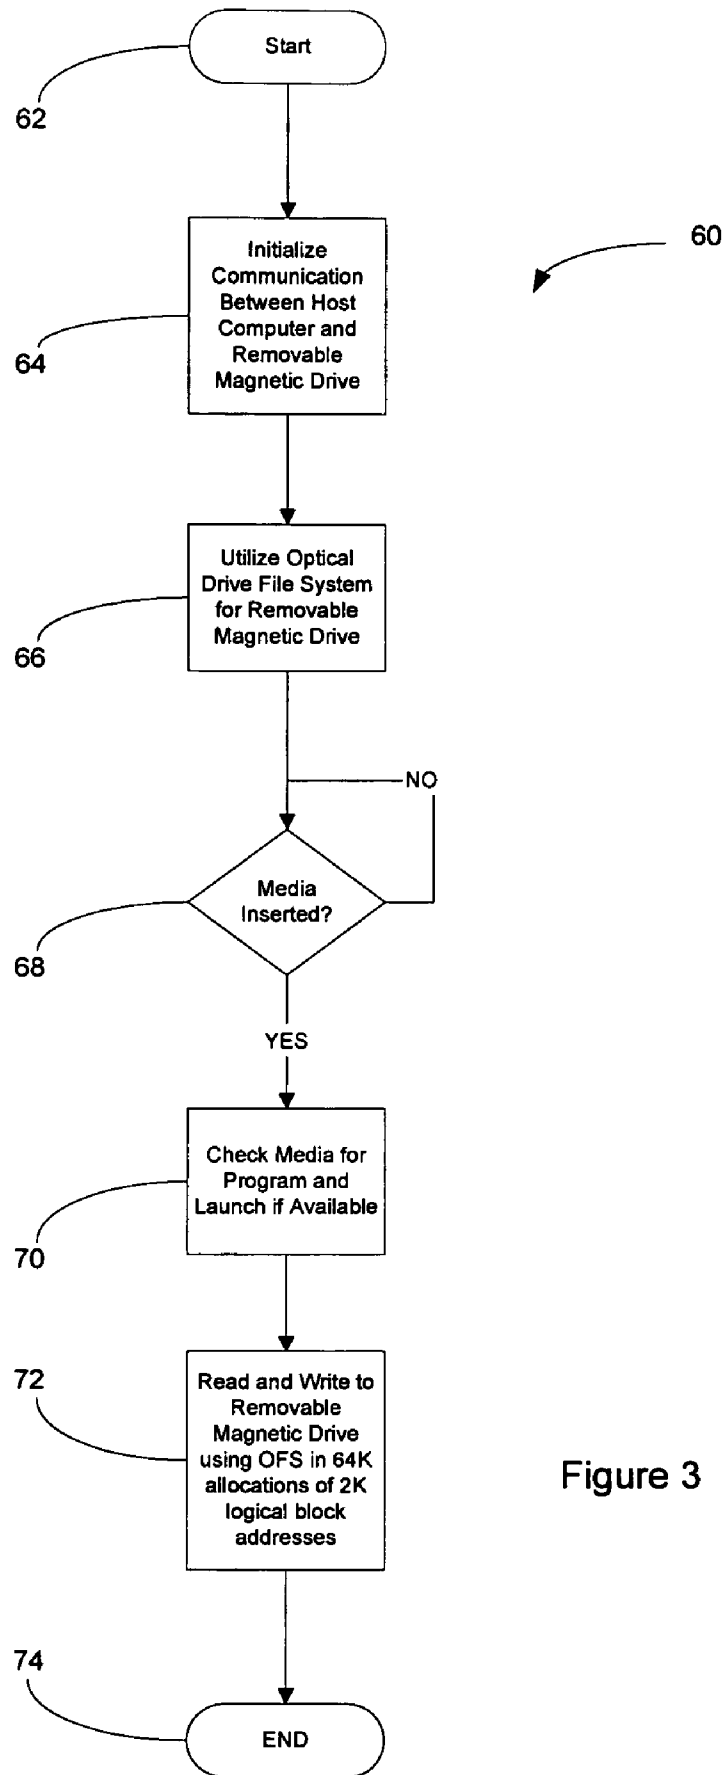 Start
62
60
Initialize
Communication
Between Host
Computer and
Removable
Magnetic Drive
64
Utilize Optical
Drive File System
for Removable
Magnetic Drive
66
NO
Media
Inserted?
68
YES
Check Media for
Program and
Launch if Available
70
72
Read and Write to
Removable
Magnetic Drive
using OFS in 64K
allocations of 2K
logical block
addresses
Figure 3
74
END